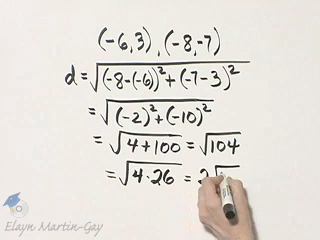 (-6,3), (-8,-7)
d = √((-8-(-6))² + (-7-3)²)
= √((-2)² + (-10)²)
= √(4+100) = √104
= √(4·26) = 2√
Elayn Martin-Gay